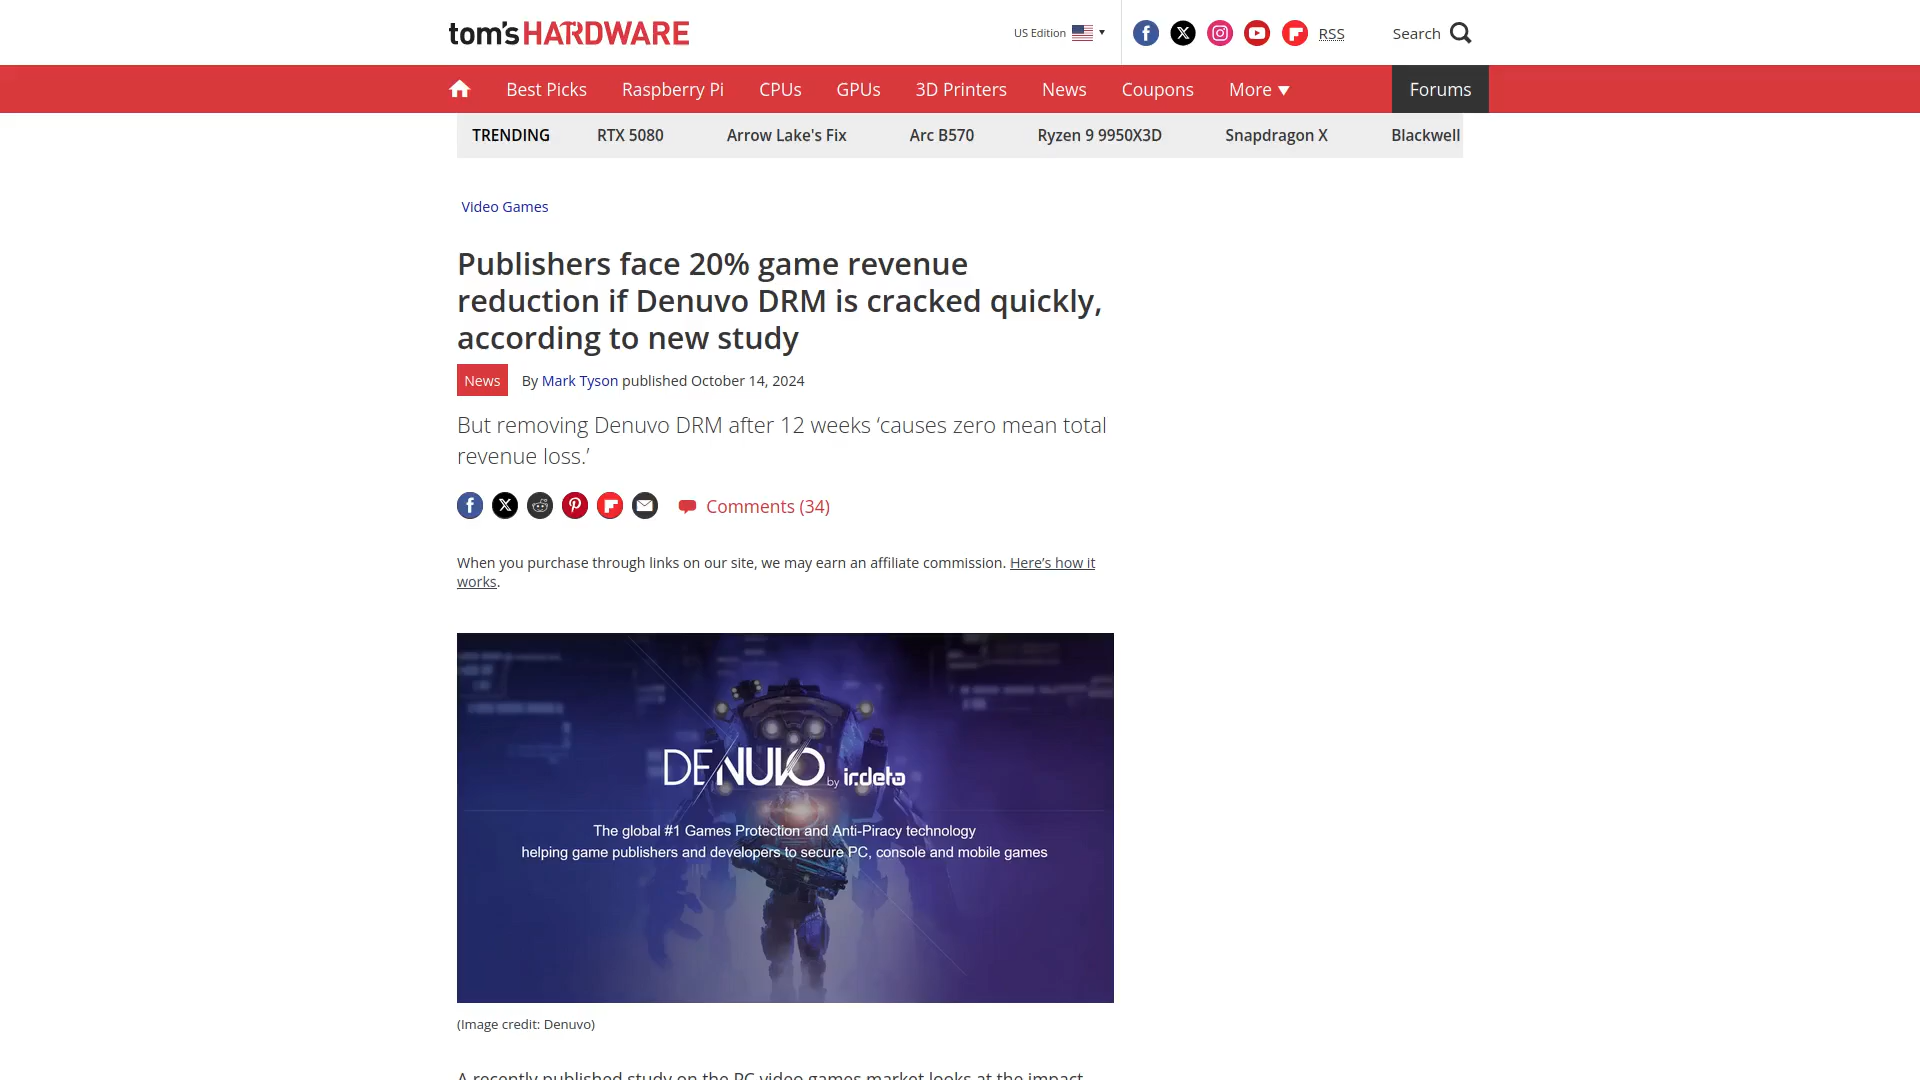 tom's HARDWARE
US Edition
RSS
Search
Best Picks
Raspberry Pi
CPUs
GPUs
3D Printers
News
Coupons
More
Forums
TRENDING
RTX 5080
Arrow Lake's Fix
Arc B570
Ryzen 9 9950X3D
Snapdragon X
Blackwell
Video Games
Publishers face 20% game revenue
reduction if Denuvo DRM is cracked quickly,
according to new study
News
By Mark Tyson published October 14, 2024
But removing Denuvo DRM after 12 weeks ‘causes zero mean total
revenue loss.’
Comments (34)
When you purchase through links on our site, we may earn an affiliate commission. Here’s how it
works.
DENUVO by irdeto
The global #1 Games Protection and Anti-Piracy technology
helping game publishers and developers to secure PC, console and mobile games
(Image credit: Denuvo)
A recently published study on the PC video games market looks at the impact